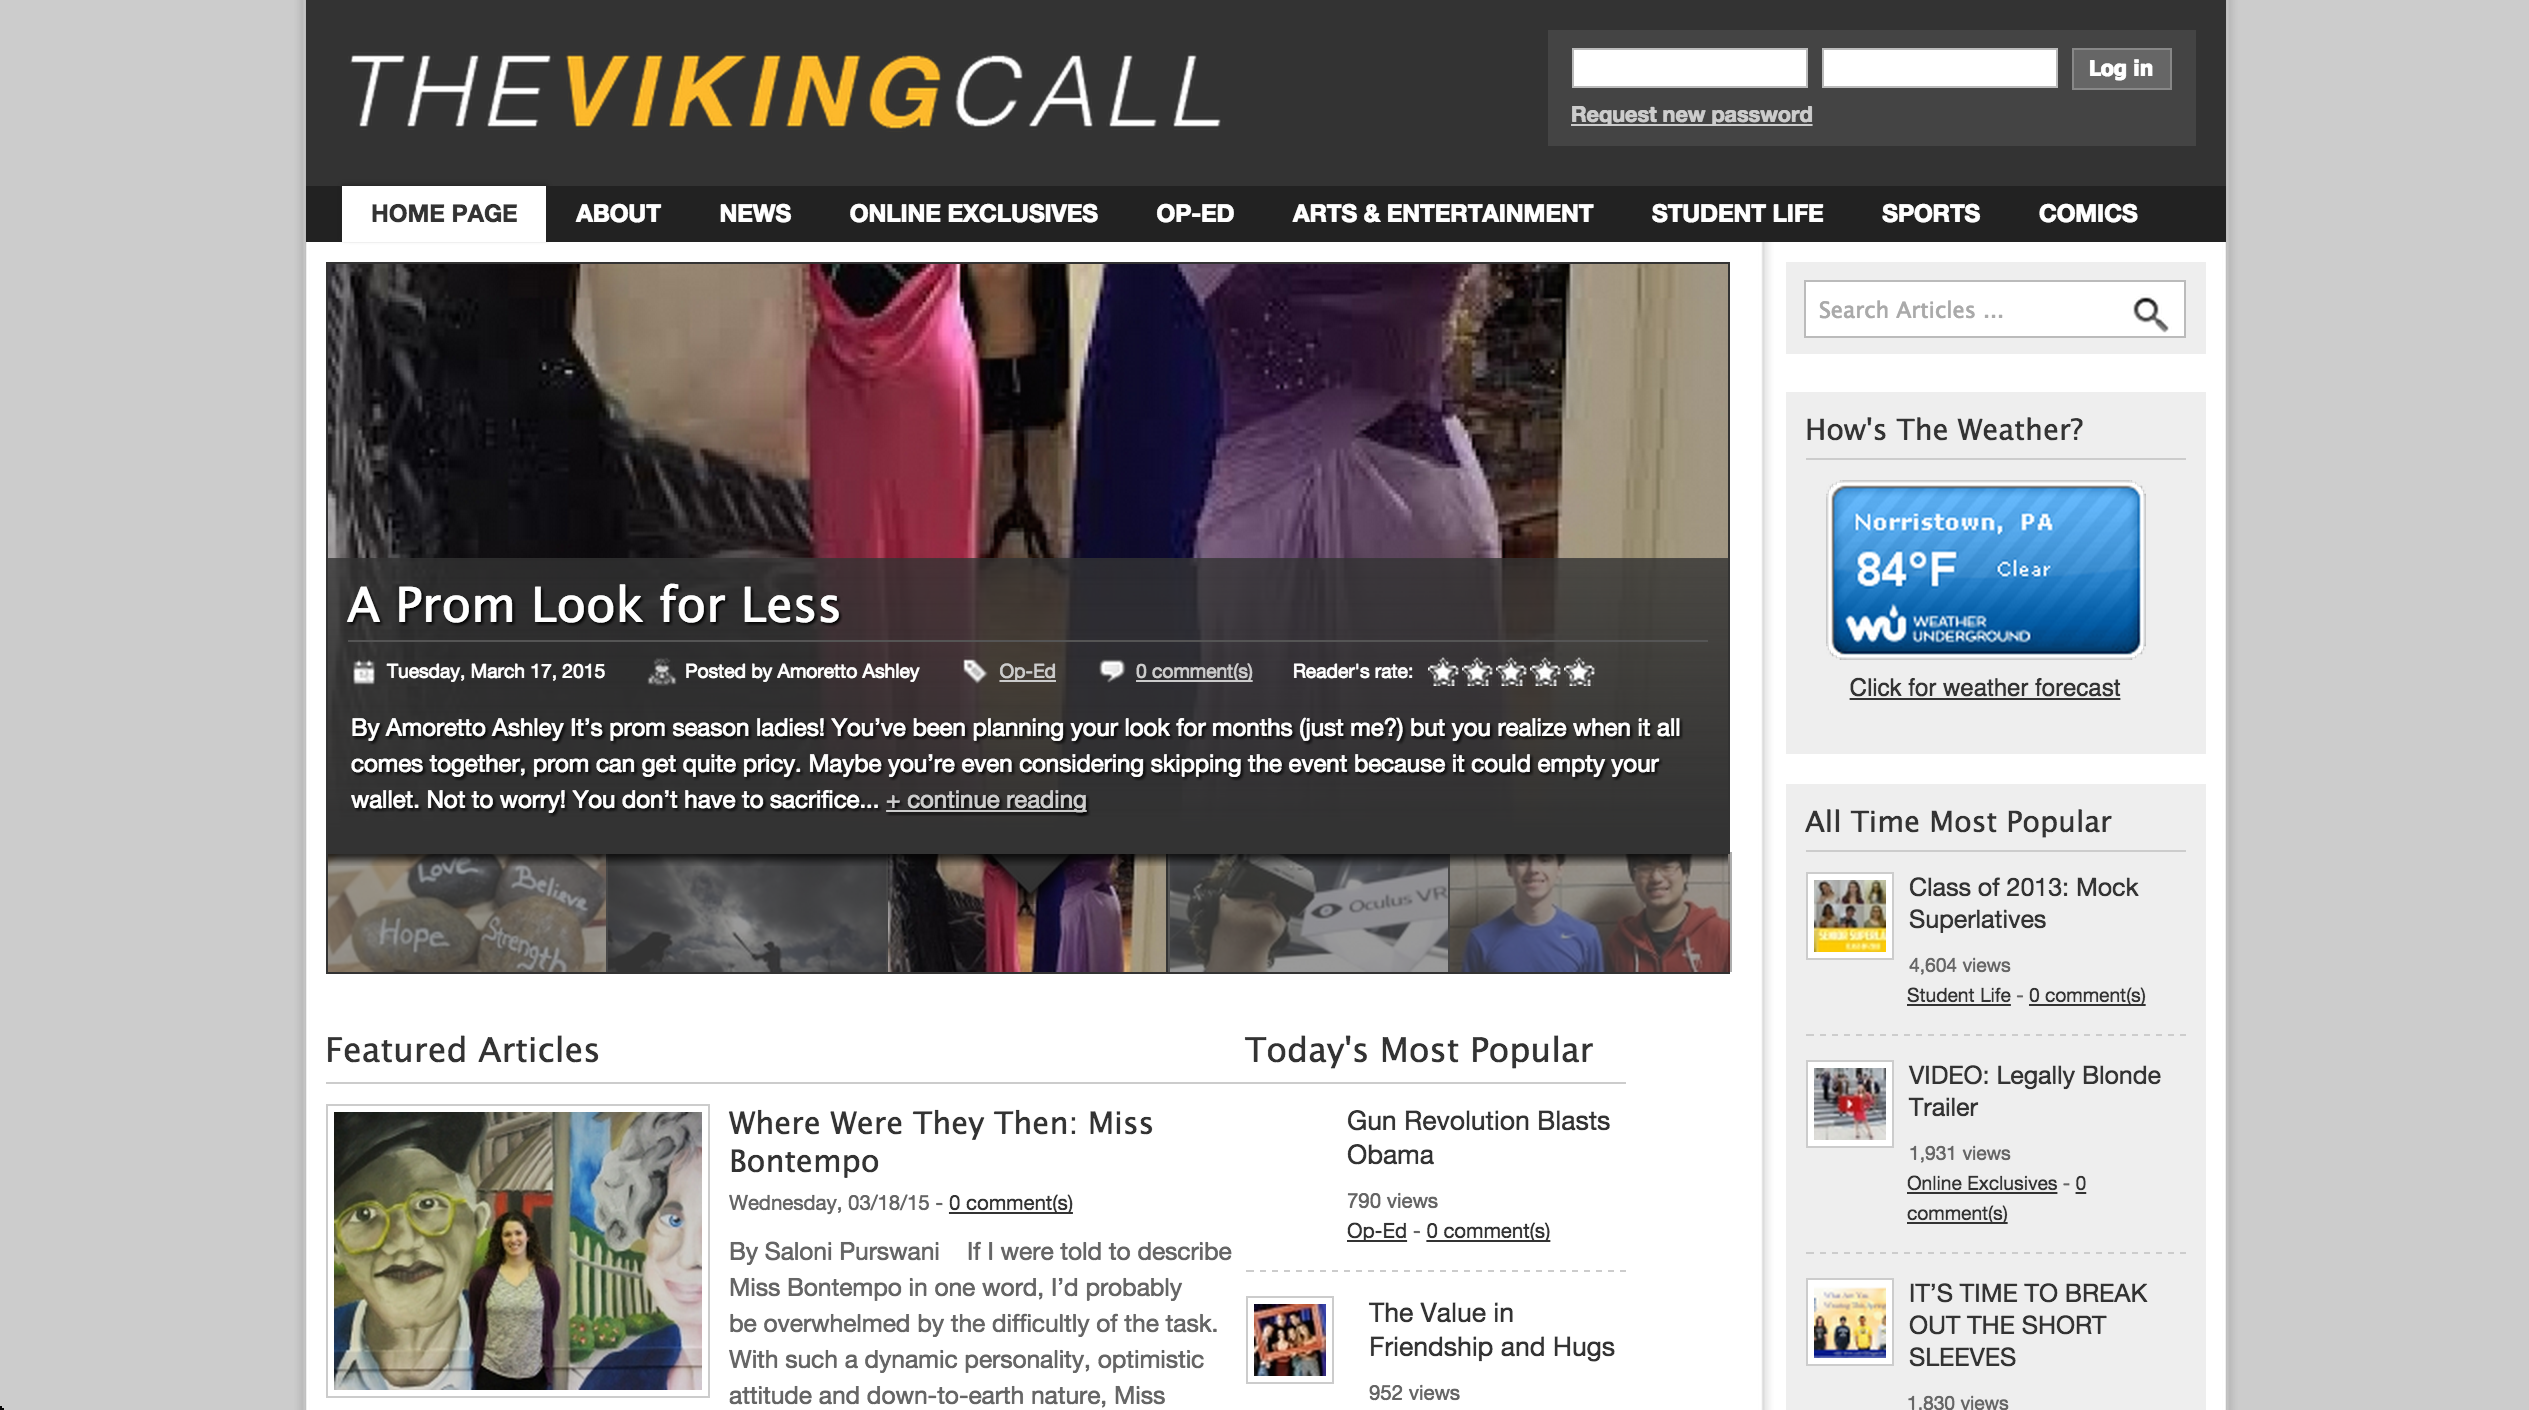 THEVIKINGCALL
Log in
Request new password
HOME PAGE ABOUT NEWS ONLINE EXCLUSIVES OP-ED ARTS & ENTERTAINMENT STUDENT LIFE SPORTS COMICS
A Prom Look for Less
Tuesday, March 17, 2015 Posted by Amoretto Ashley Op-Ed 0 comment(s) Reader's rate:
By Amoretto Ashley It’s prom season ladies! You’ve been planning your look for months (just me?) but you realize when it all
comes together, prom can get quite pricy. Maybe you’re even considering skipping the event because it could empty your
wallet. Not to worry! You don’t have to sacrifice... + continue reading
Love
Believe
Hope
Strength
Oculus VR
Featured Articles
Where Were They Then: Miss
Bontempo
Wednesday, 03/18/15 - 0 comment(s)
By Saloni Purswani If I were told to describe
Miss Bontempo in one word, I’d probably
be overwhelmed by the difficultly of the task.
With such a dynamic personality, optimistic
attitude and down-to-earth nature, Miss
Today's Most Popular
Gun Revolution Blasts
Obama
790 views
Op-Ed - 0 comment(s)
The Value in
Friendship and Hugs
952 views
Search Articles ...
How's The Weather?
Norristown, PA
84°F Clear
WU WEATHER
UNDERGROUND
Click for weather forecast
All Time Most Popular
Class of 2013: Mock
Superlatives
4,604 views
Student Life - 0 comment(s)
VIDEO: Legally Blonde
Trailer
1,931 views
Online Exclusives - 0
comment(s)
IT’S TIME TO BREAK
OUT THE SHORT
SLEEVES
1,830 views